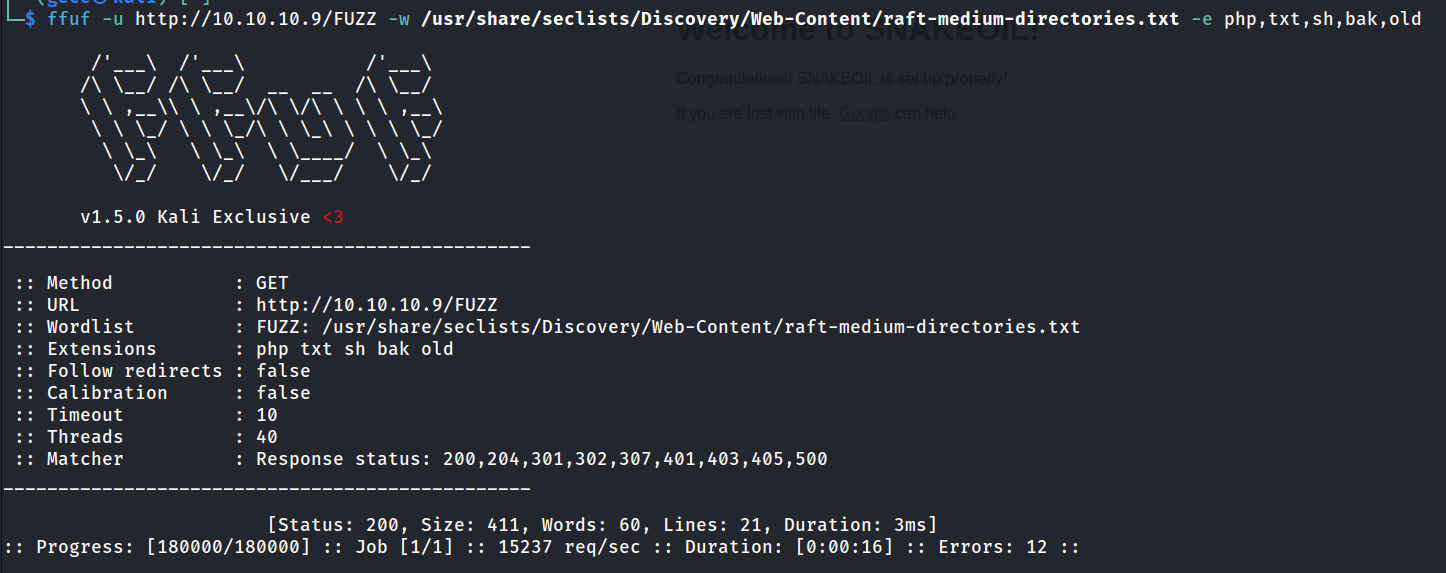 $ ffuf -u http://10.10.10.9/FUZZ -w /usr/share/seclists/Discovery/Web-Content/raft-medium-directories.txt -e php,txt,sh,bak,old
Welcome to SNAKEOIL!
Congratulations! SNAKEOIL is set up properly!
If you are lost with life, Google can help.
/'___\  /'___\           /'___\
/\ \__/ /\ \__/  __  __  /\ \__/
\ \ ,__\\ \ ,__\/\ \/\ \ \ \ ,__\
\ \ \_/ \ \ \_/\ \ \_\ \ \ \ \_/
\ \_\   \ \_\  \ \____/  \ \_\
\/_/    \/_/   \/___/    \/_/
v1.5.0 Kali Exclusive <3
________________________________________________
:: Method : GET
:: URL : http://10.10.10.9/FUZZ
:: Wordlist : FUZZ: /usr/share/seclists/Discovery/Web-Content/raft-medium-directories.txt
:: Extensions : php txt sh bak old
:: Follow redirects : false
:: Calibration : false
:: Timeout : 10
:: Threads : 40
:: Matcher : Response status: 200,204,301,302,307,401,403,405,500
________________________________________________
[Status: 200, Size: 411, Words: 60, Lines: 21, Duration: 3ms]
:: Progress: [180000/180000] :: Job [1/1] :: 15237 req/sec :: Duration: [0:00:16] :: Errors: 12 ::